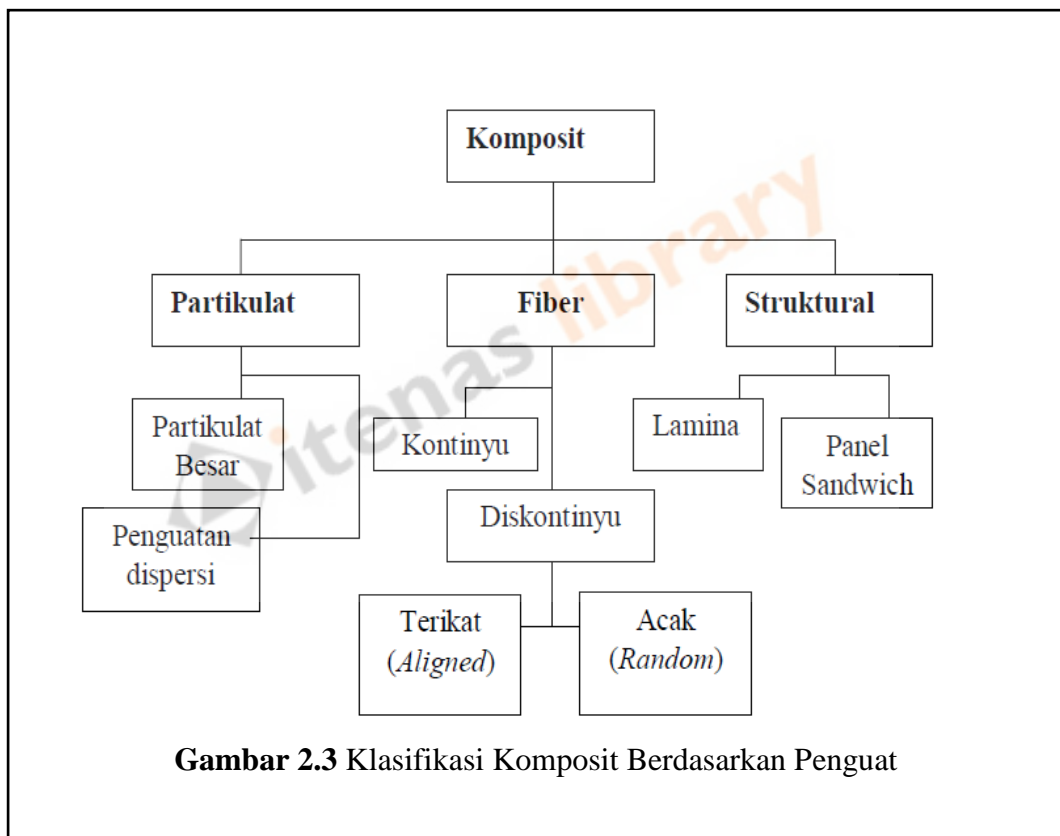 Komposit
Partikulat
Fiber
Struktural
Partikulat
Besar
Kontinyu
Lamina
Panel
Sandwich
Penguatan
dispersi
Diskontinyu
Terikat
(Aligned)
Acak
(Random)
itenas library
Gambar 2.3 Klasifikasi Komposit Berdasarkan Penguat